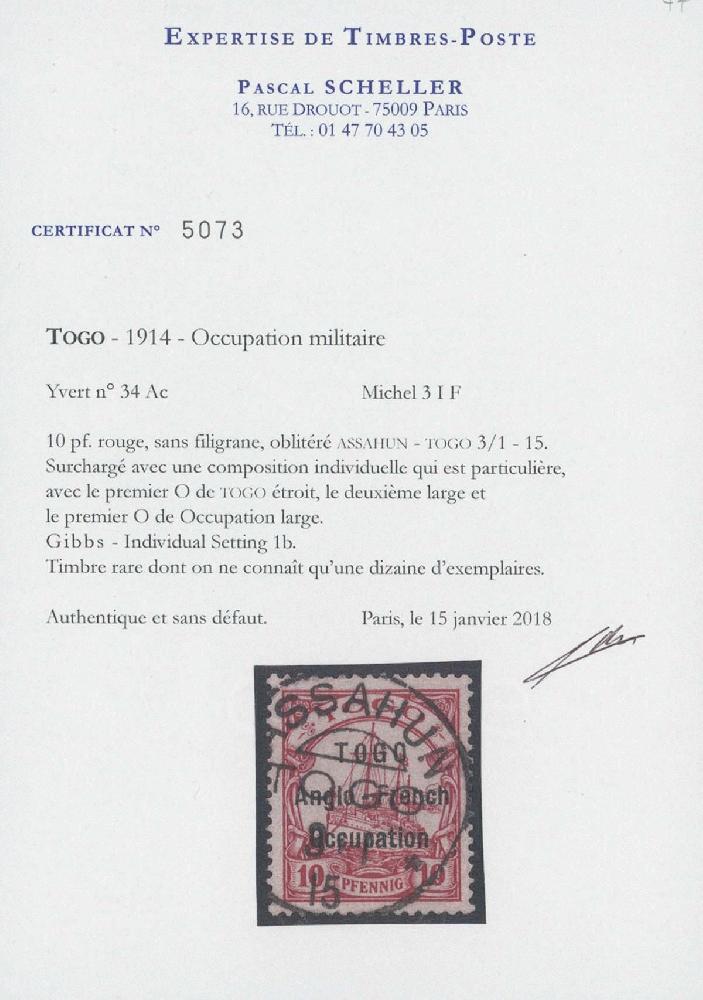 EXPERTISE DE TIMBRES-POSTE
PASCAL SCHELLER
16, RUE DROUOT - 75009 PARIS
TÉL. : 01 47 70 43 05
CERTIFICAT N° 5073
TOGO - 1914 - Occupation militaire
Yvert n° 34 Ac Michel 3 I F
10 pf. rouge, sans filigrane, oblitéré ASSAHUN - TOGO 3/1 - 15.
Surchargé avec une composition individuelle qui est particulière,
avec le premier O de TOGO étroit, le deuxième large et
le premier O de Occupation large.
Gibbs - Individual Setting 1b.
Timbre rare dont on ne connaît qu'une dizaine d'exemplaires.
Authentique et sans défaut. Paris, le 15 janvier 2018
ASSAHUN
TOGO
TOGO
TOGO
Anglo-French
Occupation
10 PFENNIG 10
15